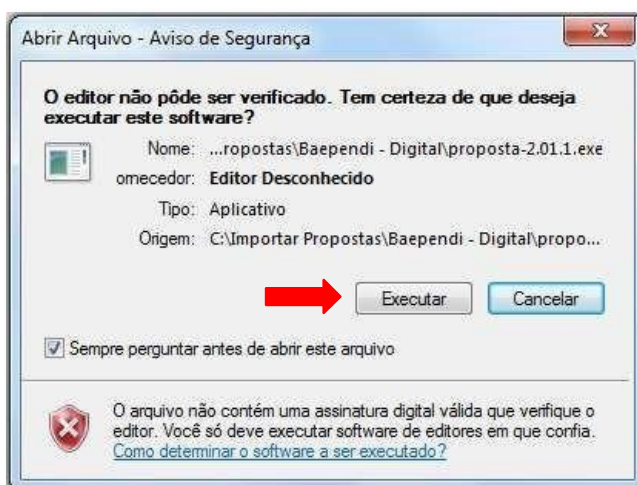 Abrir Arquivo - Aviso de Segurança
O editor não pôde ser verificado. Tem certeza de que deseja
executar este software?
Nome: ...ropostas\Baependi - Digital\proposta-2.01.1.exe
omecedor: Editor Desconhecido
Tipo: Aplicativo
Origem: C:\Importar Propostas\Baependi - Digital\propo...
Executar Cancelar
Sempre perguntar antes de abrir este arquivo
O arquivo não contém uma assinatura digital válida que verifique o
editor. Você só deve executar software de editores em que confia.
Como determinar o software a ser executado?